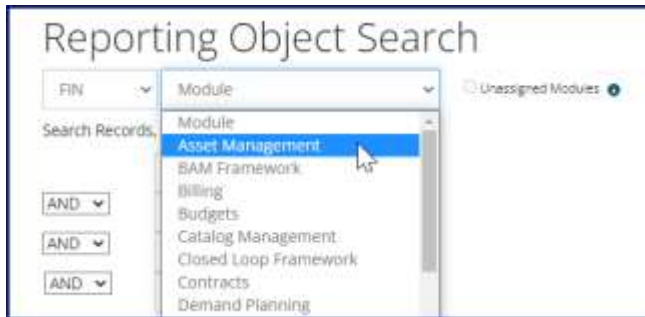 Reporting Object Search
FIN Module Unassigned Modules
Search Records,
Module
Asset Management
BAM Framework
Billing
Budgets
Catalog Management
Closed Loop Framework
Contracts
Demand Planning
AND
AND
AND